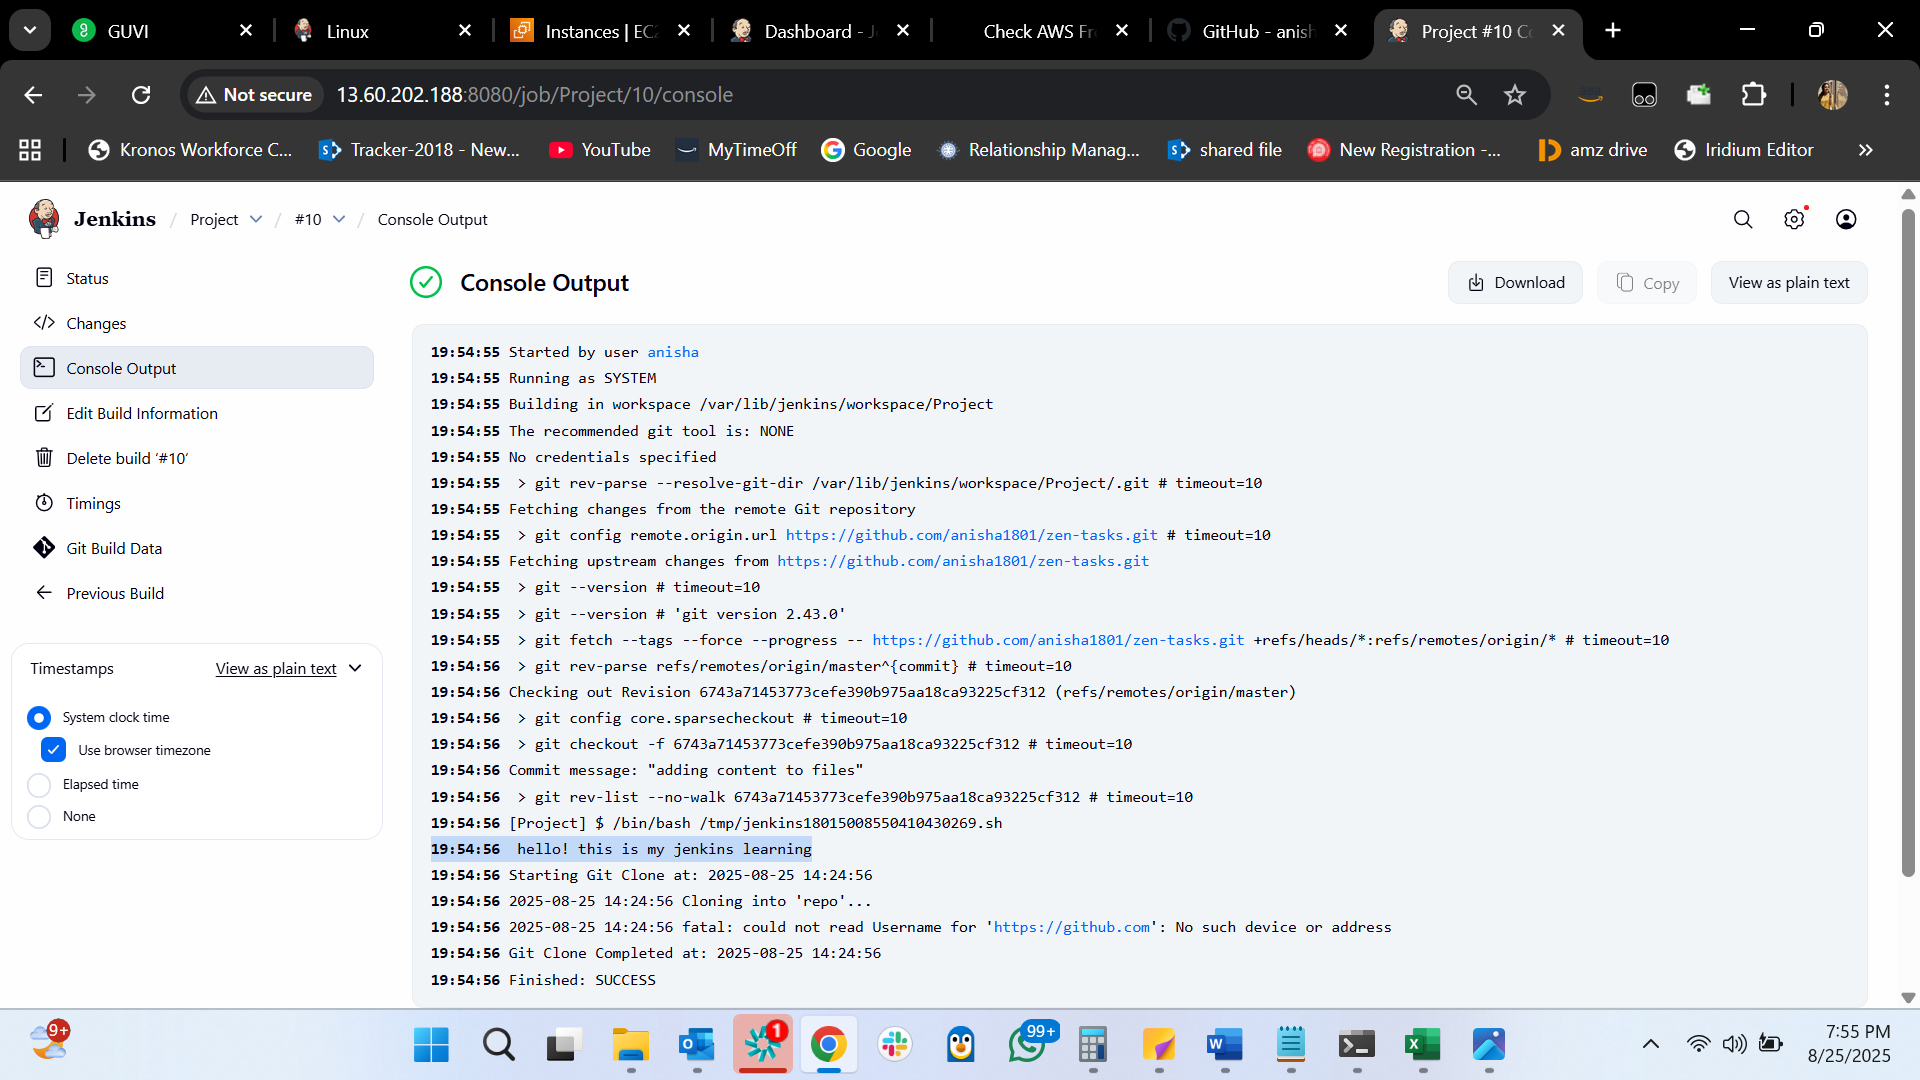 GUVI
Linux
Instances | EC2
Dashboard - J
Check AWS Fr
GitHub - anish
Project #10 Co
Not secure
13.60.202.188:8080/job/Project/10/console
Kronos Workforce C...
Tracker-2018 - New...
YouTube
MyTimeOff
Google
Relationship Manag...
shared file
New Registration -...
amz drive
Iridium Editor
Jenkins / Project / #10 / Console Output
Status
Changes
Console Output
Edit Build Information
Delete build ‘#10’
Timings
Git Build Data
Previous Build
Timestamps
View as plain text
System clock time
Use browser timezone
Elapsed time
None
Console Output
Download
Copy
View as plain text
19:54:55 Started by user anisha
19:54:55 Running as SYSTEM
19:54:55 Building in workspace /var/lib/jenkins/workspace/Project
19:54:55 The recommended git tool is: NONE
19:54:55 No credentials specified
19:54:55  > git rev-parse --resolve-git-dir /var/lib/jenkins/workspace/Project/.git # timeout=10
19:54:55 Fetching changes from the remote Git repository
19:54:55  > git config remote.origin.url https://github.com/anisha1801/zen-tasks.git # timeout=10
19:54:55 Fetching upstream changes from https://github.com/anisha1801/zen-tasks.git
19:54:55  > git --version # timeout=10
19:54:55  > git --version # 'git version 2.43.0'
19:54:55  > git fetch --tags --force --progress -- https://github.com/anisha1801/zen-tasks.git +refs/heads/*:refs/remotes/origin/* # timeout=10
19:54:56  > git rev-parse refs/remotes/origin/master^{commit} # timeout=10
19:54:56 Checking out Revision 6743a71453773cefe390b975aa18ca93225cf312 (refs/remotes/origin/master)
19:54:56  > git config core.sparsecheckout # timeout=10
19:54:56  > git checkout -f 6743a71453773cefe390b975aa18ca93225cf312 # timeout=10
19:54:56 Commit message: "adding content to files"
19:54:56  > git rev-list --no-walk 6743a71453773cefe390b975aa18ca93225cf312 # timeout=10
19:54:56 [Project] $ /bin/bash /tmp/jenkins18015008550410430269.sh
19:54:56  hello! this is my jenkins learning
19:54:56 Starting Git Clone at: 2025-08-25 14:24:56
19:54:56 2025-08-25 14:24:56 Cloning into 'repo'...
19:54:56 2025-08-25 14:24:56 fatal: could not read Username for 'https://github.com': No such device or address
19:54:56 Git Clone Completed at: 2025-08-25 14:24:56
19:54:56 Finished: SUCCESS
9+
1
99+
7:55 PM
8/25/2025